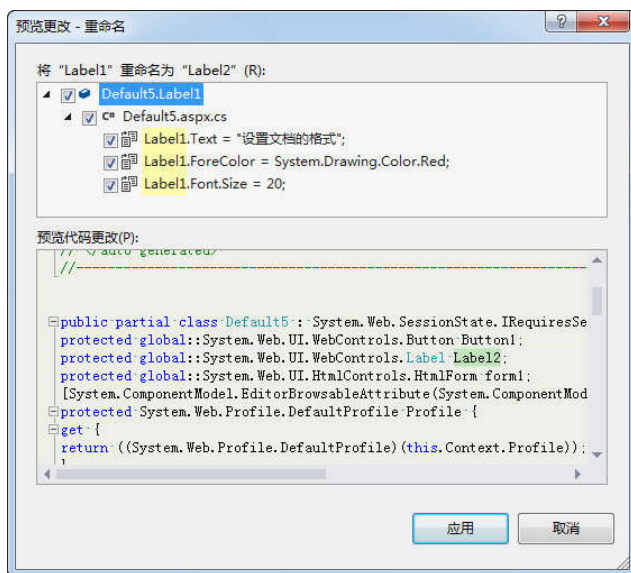 预览更改 - 重命名
将 “Label1” 重命名为 “Label2” (R):
Default5.Label1
C# Default5.aspx.cs
Label1.Text = "设置文档的格式";
Label1.ForeColor = System.Drawing.Color.Red;
Label1.Font.Size = 20;
预览代码更改(P):
// </auto generated>
//------------------------------------------------------------------
public partial class Default5 : System.Web.SessionState.IRequiresSe
protected global::System.Web.UI.WebControls.Button Button1;
protected global::System.Web.UI.WebControls.Label Label2;
protected global::System.Web.UI.HtmlControls.HtmlForm form1;
[System.ComponentModel.EditorBrowsableAttribute(System.ComponentMod
protected System.Web.Profile.DefaultProfile Profile {
get {
return ((System.Web.Profile.DefaultProfile)(this.Context.Profile));
}
应用 取消